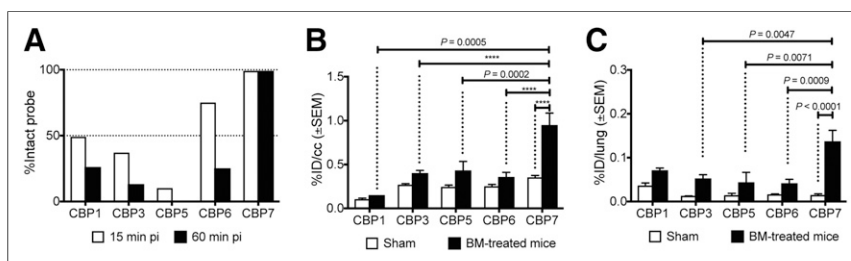 A
%Intact probe
100
50
0
CBP1 CBP3 CBP5 CBP6 CBP7
15 min pi 60 min pi
B
P = 0.0005
****
P = 0.0002
****
****
%ID/cc (±SEM)
1.5
1.0
0.5
0.0
CBP1 CBP3 CBP5 CBP6 CBP7
Sham BM-treated mice
C
P = 0.0047
P = 0.0071
P = 0.0009
P < 0.0001
%ID/lung (±SEM)
0.3
0.2
0.1
0.0
CBP1 CBP3 CBP5 CBP6 CBP7
Sham BM-treated mice